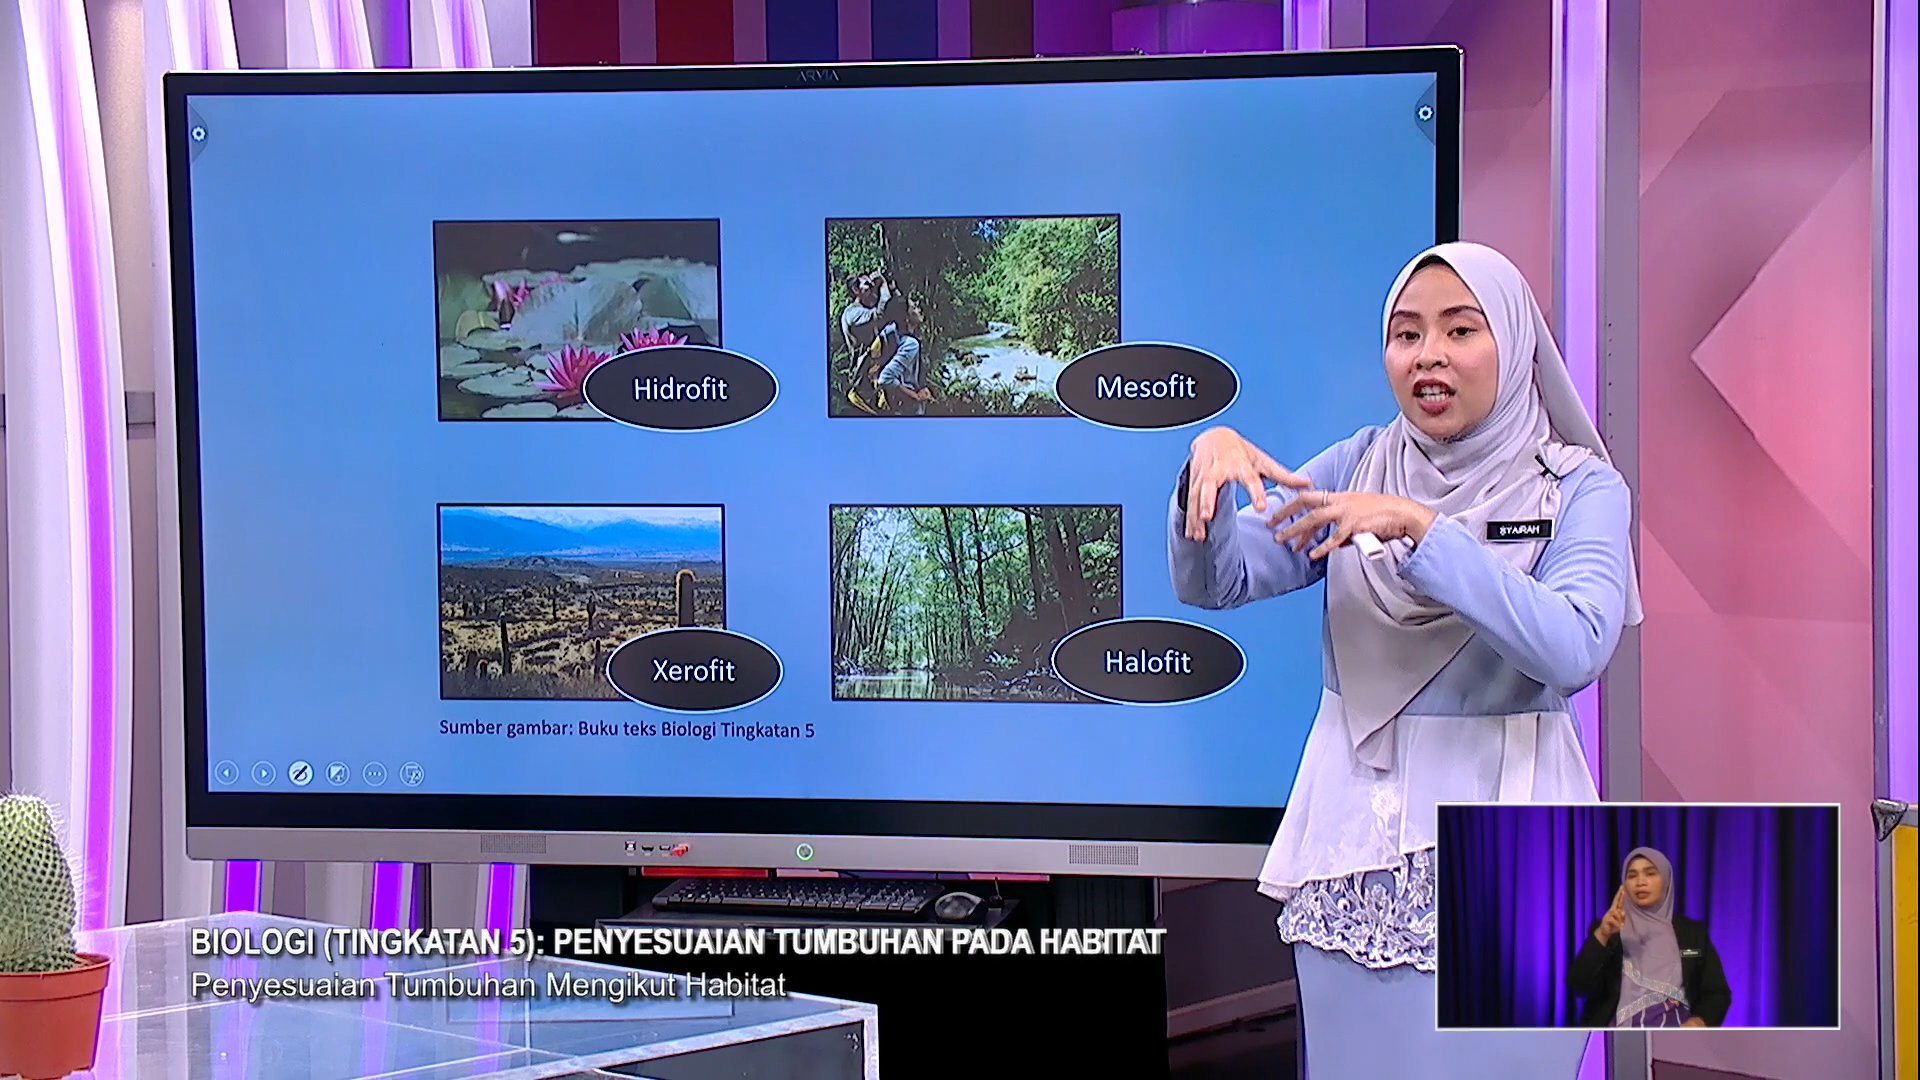 ARVIA
Hidrofit
Mesofit
Xerofit
Halofit
Sumber gambar: Buku teks Biologi Tingkatan 5
SYAIRAH
BIOLOGI (TINGKATAN 5): PENYESUAIAN TUMBUHAN PADA HABITAT
Penyesuaian Tumbuhan Mengikut Habitat